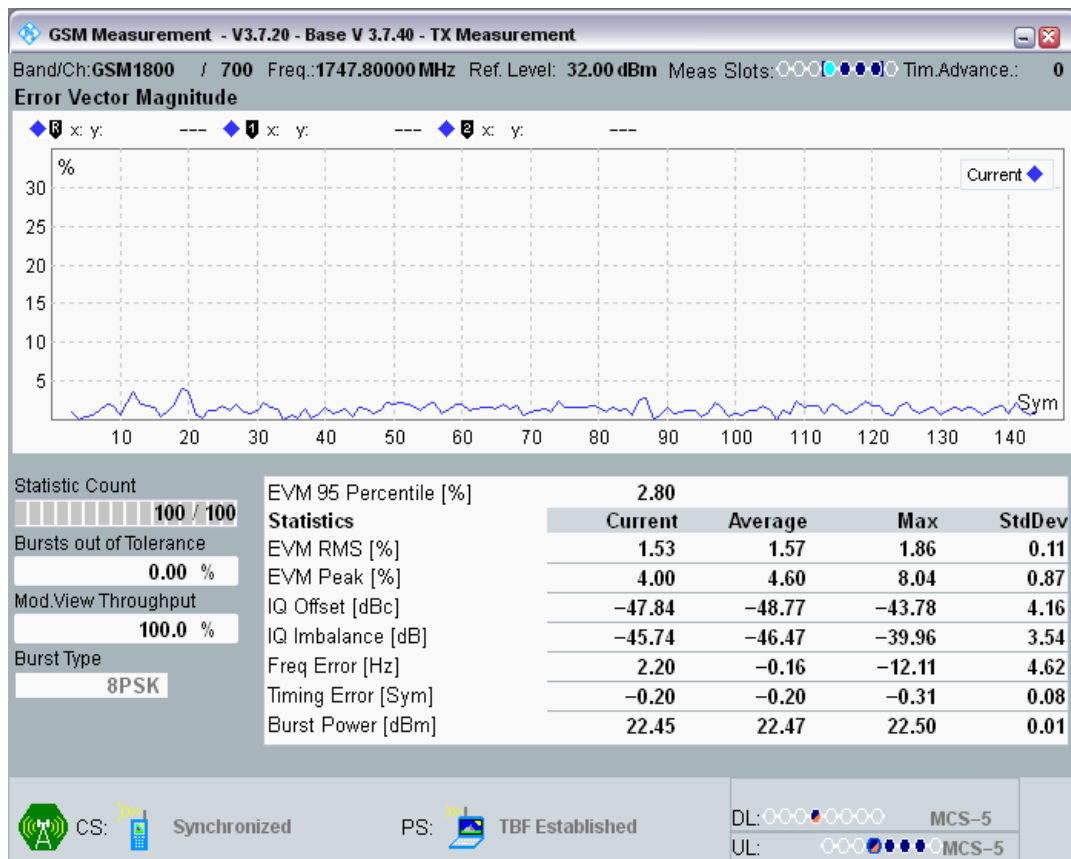 GSM Measurement - V3.7.20 - Base V 3.7.40 - TX Measurement
Band/Ch:GSM1800 / 700 Freq.:1747.80000 MHz Ref. Level: 32.00 dBm Meas Slots: Tim.Advance.: 0
Error Vector Magnitude
R x: y: --- 1 x: y: --- 2 x: y: ---
%
Current
30
25
20
15
10
5
Sym
10 20 30 40 50 60 70 80 90 100 110 120 130 140
Statistic Count
100 / 100
Bursts out of Tolerance
0.00 %
Mod.View Throughput
100.0 %
Burst Type
8PSK
EVM 95 Percentile [%] 2.80
Statistics Current Average Max StdDev
EVM RMS [%] 1.53 1.57 1.86 0.11
EVM Peak [%] 4.00 4.60 8.04 0.87
IQ Offset [dBc] −47.84 −48.77 −43.78 4.16
IQ Imbalance [dB] −45.74 −46.47 −39.96 3.54
Freq Error [Hz] 2.20 −0.16 −12.11 4.62
Timing Error [Sym] −0.20 −0.20 −0.31 0.08
Burst Power [dBm] 22.45 22.47 22.50 0.01
CS: Synchronized PS: TBF Established
DL: MCS−5
UL: MCS−5